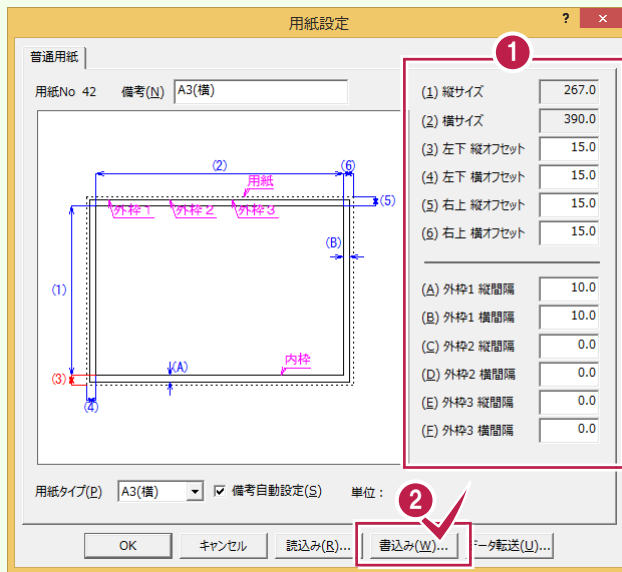 用紙設定
? ×
普通用紙
用紙No 42 備考(N) A3(横)
(2)
(6)
用紙
(5)
外枠1 外枠2 外枠3
(B)
(1)
内枠
(A)
(3)
(4)
1
(1) 縦サイズ 267.0
(2) 横サイズ 390.0
(3) 左下 縦オフセット 15.0
(4) 左下 横オフセット 15.0
(5) 右上 縦オフセット 15.0
(6) 右上 横オフセット 15.0
(A) 外枠1 縦間隔 10.0
(B) 外枠1 横間隔 10.0
(C) 外枠2 縦間隔 0.0
(D) 外枠2 横間隔 0.0
(E) 外枠3 縦間隔 0.0
(F) 外枠3 横間隔 0.0
用紙タイプ(P) A3(横) 備考自動設定(S) 単位:
2
OK キャンセル 読込み(R)... 書込み(W)... データ転送(U)...